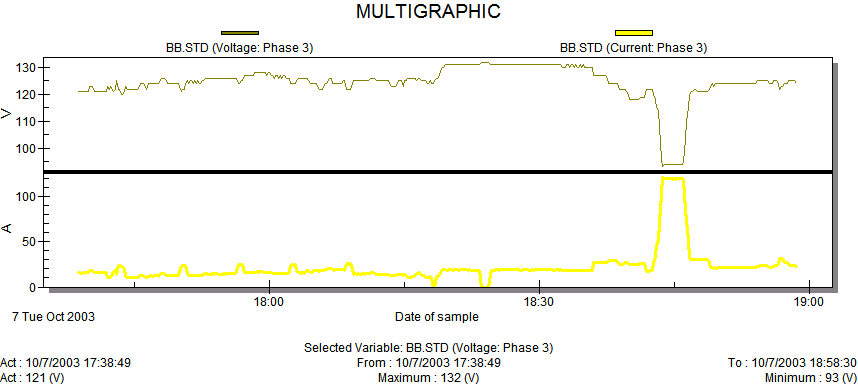 MULTIGRAPHIC
BB.STD (Voltage: Phase 3) BB.STD (Current: Phase 3)
130
120
V
110
100
100
A
50
0
18:00 18:30 19:00
7 Tue Oct 2003 Date of sample
Selected Variable: BB.STD (Voltage: Phase 3)
Act : 10/7/2003 17:38:49 From : 10/7/2003 17:38:49 To : 10/7/2003 18:58:30
Act : 121 (V) Maximum : 132 (V) Minimum : 93 (V)